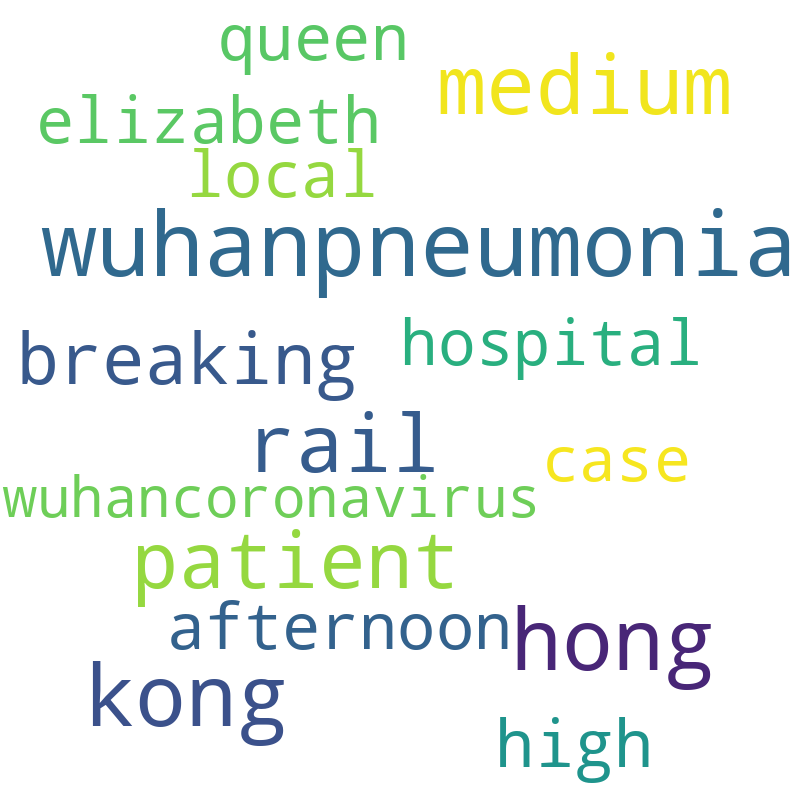 queen
medium
elizabeth
local
wuhanpneumonia
breaking
hospital
rail
case
wuhancoronavirus
patient
afternoon
hong
kong
high